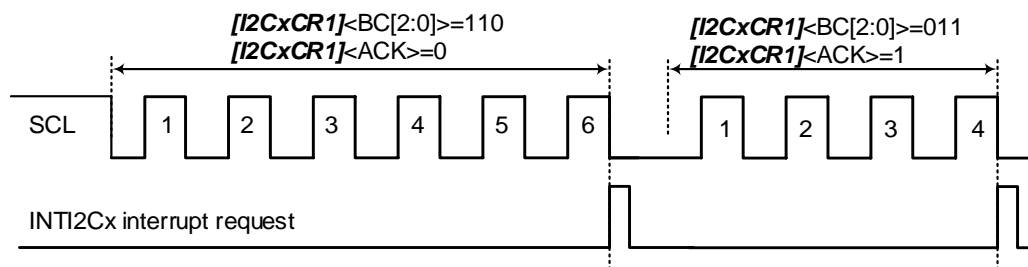 [I2CxCR1]<BC[2:0]>=110
[I2CxCR1]<ACK>=0
[I2CxCR1]<BC[2:0]>=011
[I2CxCR1]<ACK>=1
SCL 1 2 3 4 5 6 1 2 3 4
INTI2Cx interrupt request